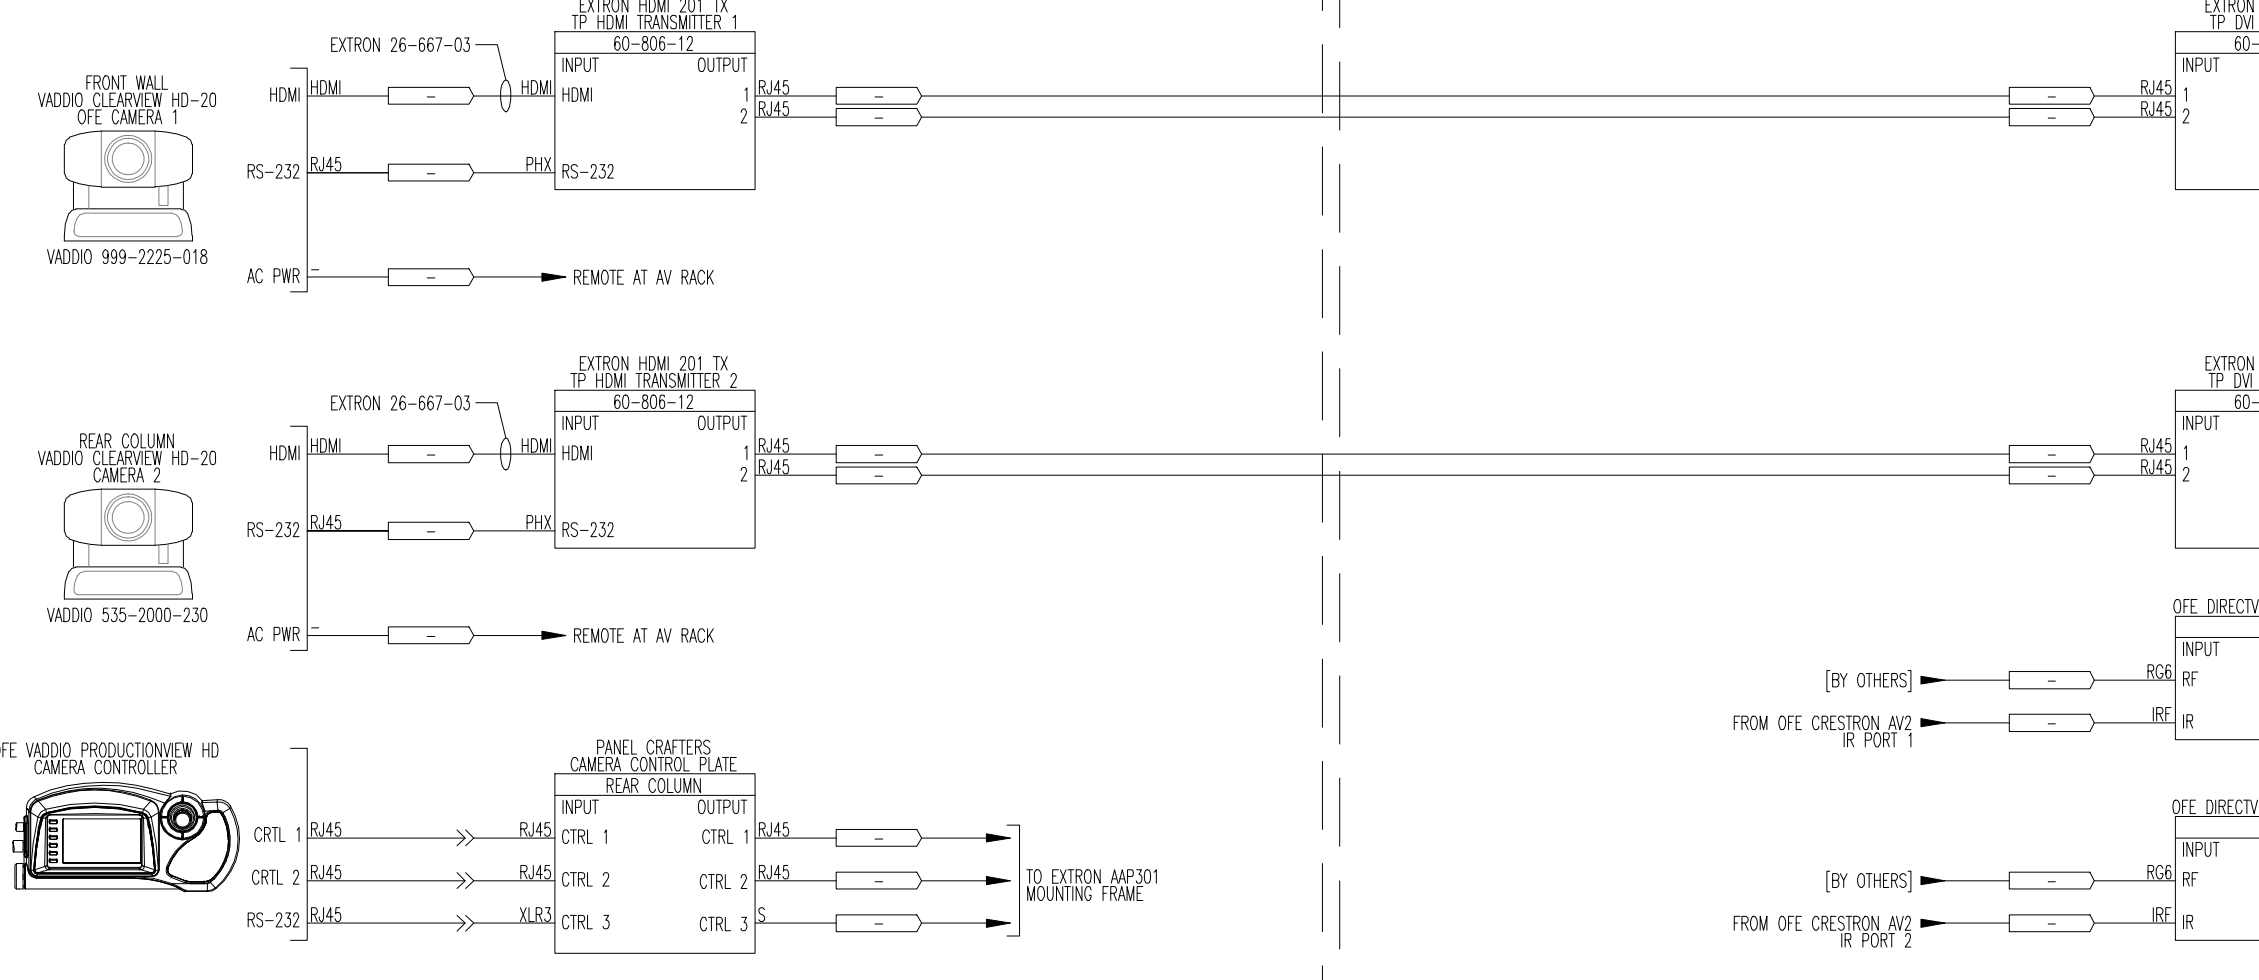 EXTRON HDMI 201 TX
TP HDMI TRANSMITTER 1
60-806-12
EXTRON 26-667-03
INPUT OUTPUT
FRONT WALL
VADDIO CLEARVIEW HD-20
OFE CAMERA 1
HDMI HDMI - HDMI HDMI
1 RJ45 -
2 RJ45 -
RS-232 RJ45 - PHX RS-232
VADDIO 999-2225-018
AC PWR - - REMOTE AT AV RACK
EXTRON
TP DVI
60-
INPUT
- RJ45 1
- RJ45 2
EXTRON HDMI 201 TX
TP HDMI TRANSMITTER 2
60-806-12
EXTRON 26-667-03
INPUT OUTPUT
REAR COLUMN
VADDIO CLEARVIEW HD-20
CAMERA 2
HDMI HDMI - HDMI HDMI
1 RJ45 -
2 RJ45 -
RS-232 RJ45 - PHX RS-232
VADDIO 535-2000-230
AC PWR - - REMOTE AT AV RACK
EXTRON
TP DVI
60-
INPUT
- RJ45 1
- RJ45 2
OFE DIRECTV
INPUT
[BY OTHERS] - RG6 RF
FROM OFE CRESTRON AV2
IR PORT 1
- IRF IR
OFE VADDIO PRODUCTIONVIEW HD
CAMERA CONTROLLER
PANEL CRAFTERS
CAMERA CONTROL PLATE
REAR COLUMN
INPUT OUTPUT
CRTL 1 RJ45 RJ45 CTRL 1 CTRL 1 RJ45 -
CRTL 2 RJ45 RJ45 CTRL 2 CTRL 2 RJ45 -
RS-232 RJ45 XLR3 CTRL 3 CTRL 3 S -
TO EXTRON AAP301
MOUNTING FRAME
OFE DIRECTV
INPUT
[BY OTHERS] - RG6 RF
FROM OFE CRESTRON AV2
IR PORT 2
- IRF IR